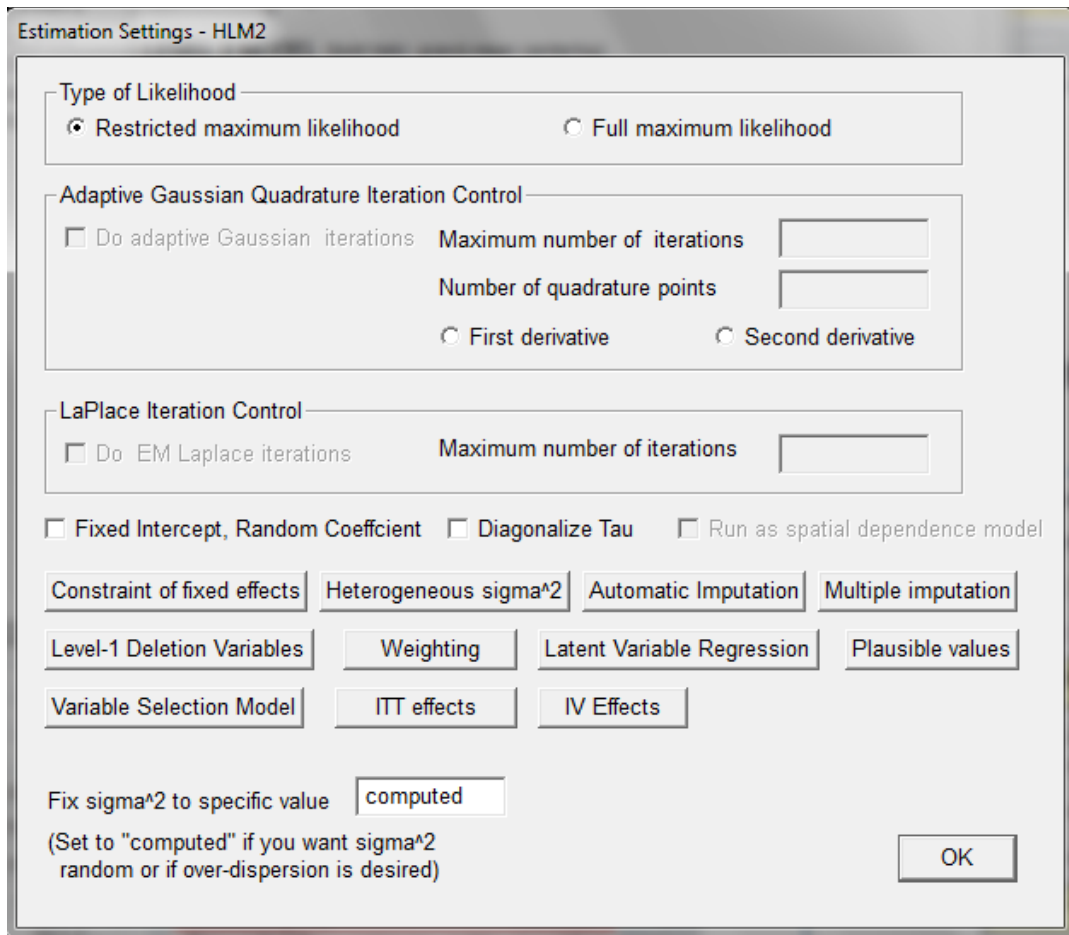 Estimation Settings - HLM2
Type of Likelihood
Restricted maximum likelihood Full maximum likelihood
Adaptive Gaussian Quadrature Iteration Control
Do adaptive Gaussian iterations Maximum number of iterations
Number of quadrature points
First derivative Second derivative
LaPlace Iteration Control
Do EM Laplace iterations Maximum number of iterations
Fixed Intercept, Random Coeffcient Diagonalize Tau Run as spatial dependence model
Constraint of fixed effects Heterogeneous sigma^2 Automatic Imputation Multiple imputation
Level-1 Deletion Variables Weighting Latent Variable Regression Plausible values
Variable Selection Model ITT effects IV Effects
Fix sigma^2 to specific value computed
(Set to "computed" if you want sigma^2
random or if over-dispersion is desired)
OK